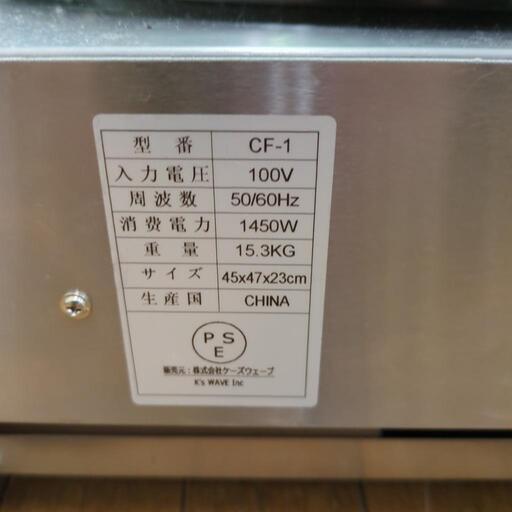 型番 CF-1
入力電圧 100V
周波数 50/60Hz
消費電力 1450W
重量 15.3KG
サイズ 45x47x23cm
生産国 CHINA
P S
E
販売元：株式会社ケーズウェーブ
K's WAVE Inc